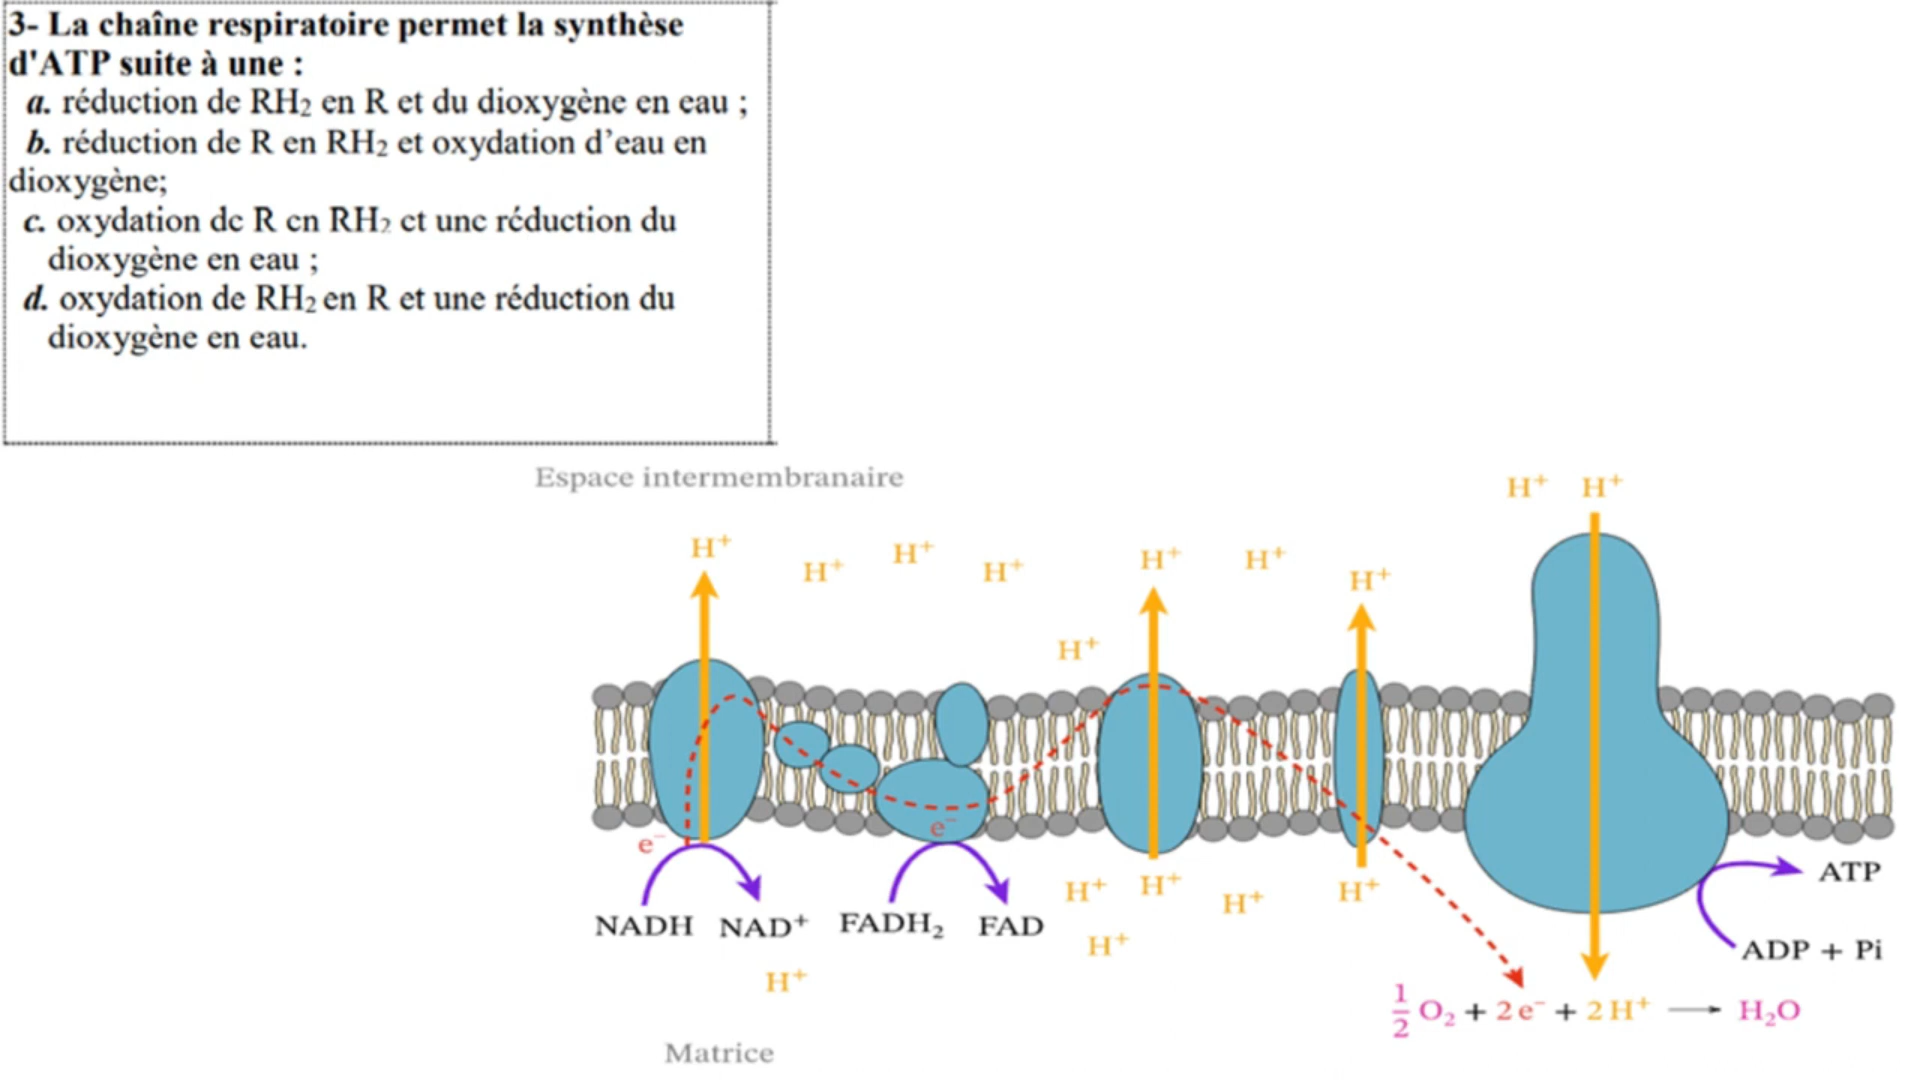 3- La chaîne respiratoire permet la synthèse
d'ATP suite à une :
a. réduction de RH₂ en R et du dioxygène en eau ;
b. réduction de R en RH₂ et oxydation d’eau en
dioxygène;
c. oxydation de R en RH₂ et une réduction du
dioxygène en eau ;
d. oxydation de RH₂ en R et une réduction du
dioxygène en eau.
Espace intermembranaire
H⁺ H⁺
H⁺ H⁺ H⁺ H⁺ H⁺ H⁺ H⁺
H⁺
e⁻ e⁻
NADH NAD⁺ FADH₂ FAD
H⁺ H⁺ H⁺ H⁺
H⁺
H⁺
ATP
ADP + Pi
½ O₂ + 2 e⁻ + 2 H⁺ → H₂O
Matrice